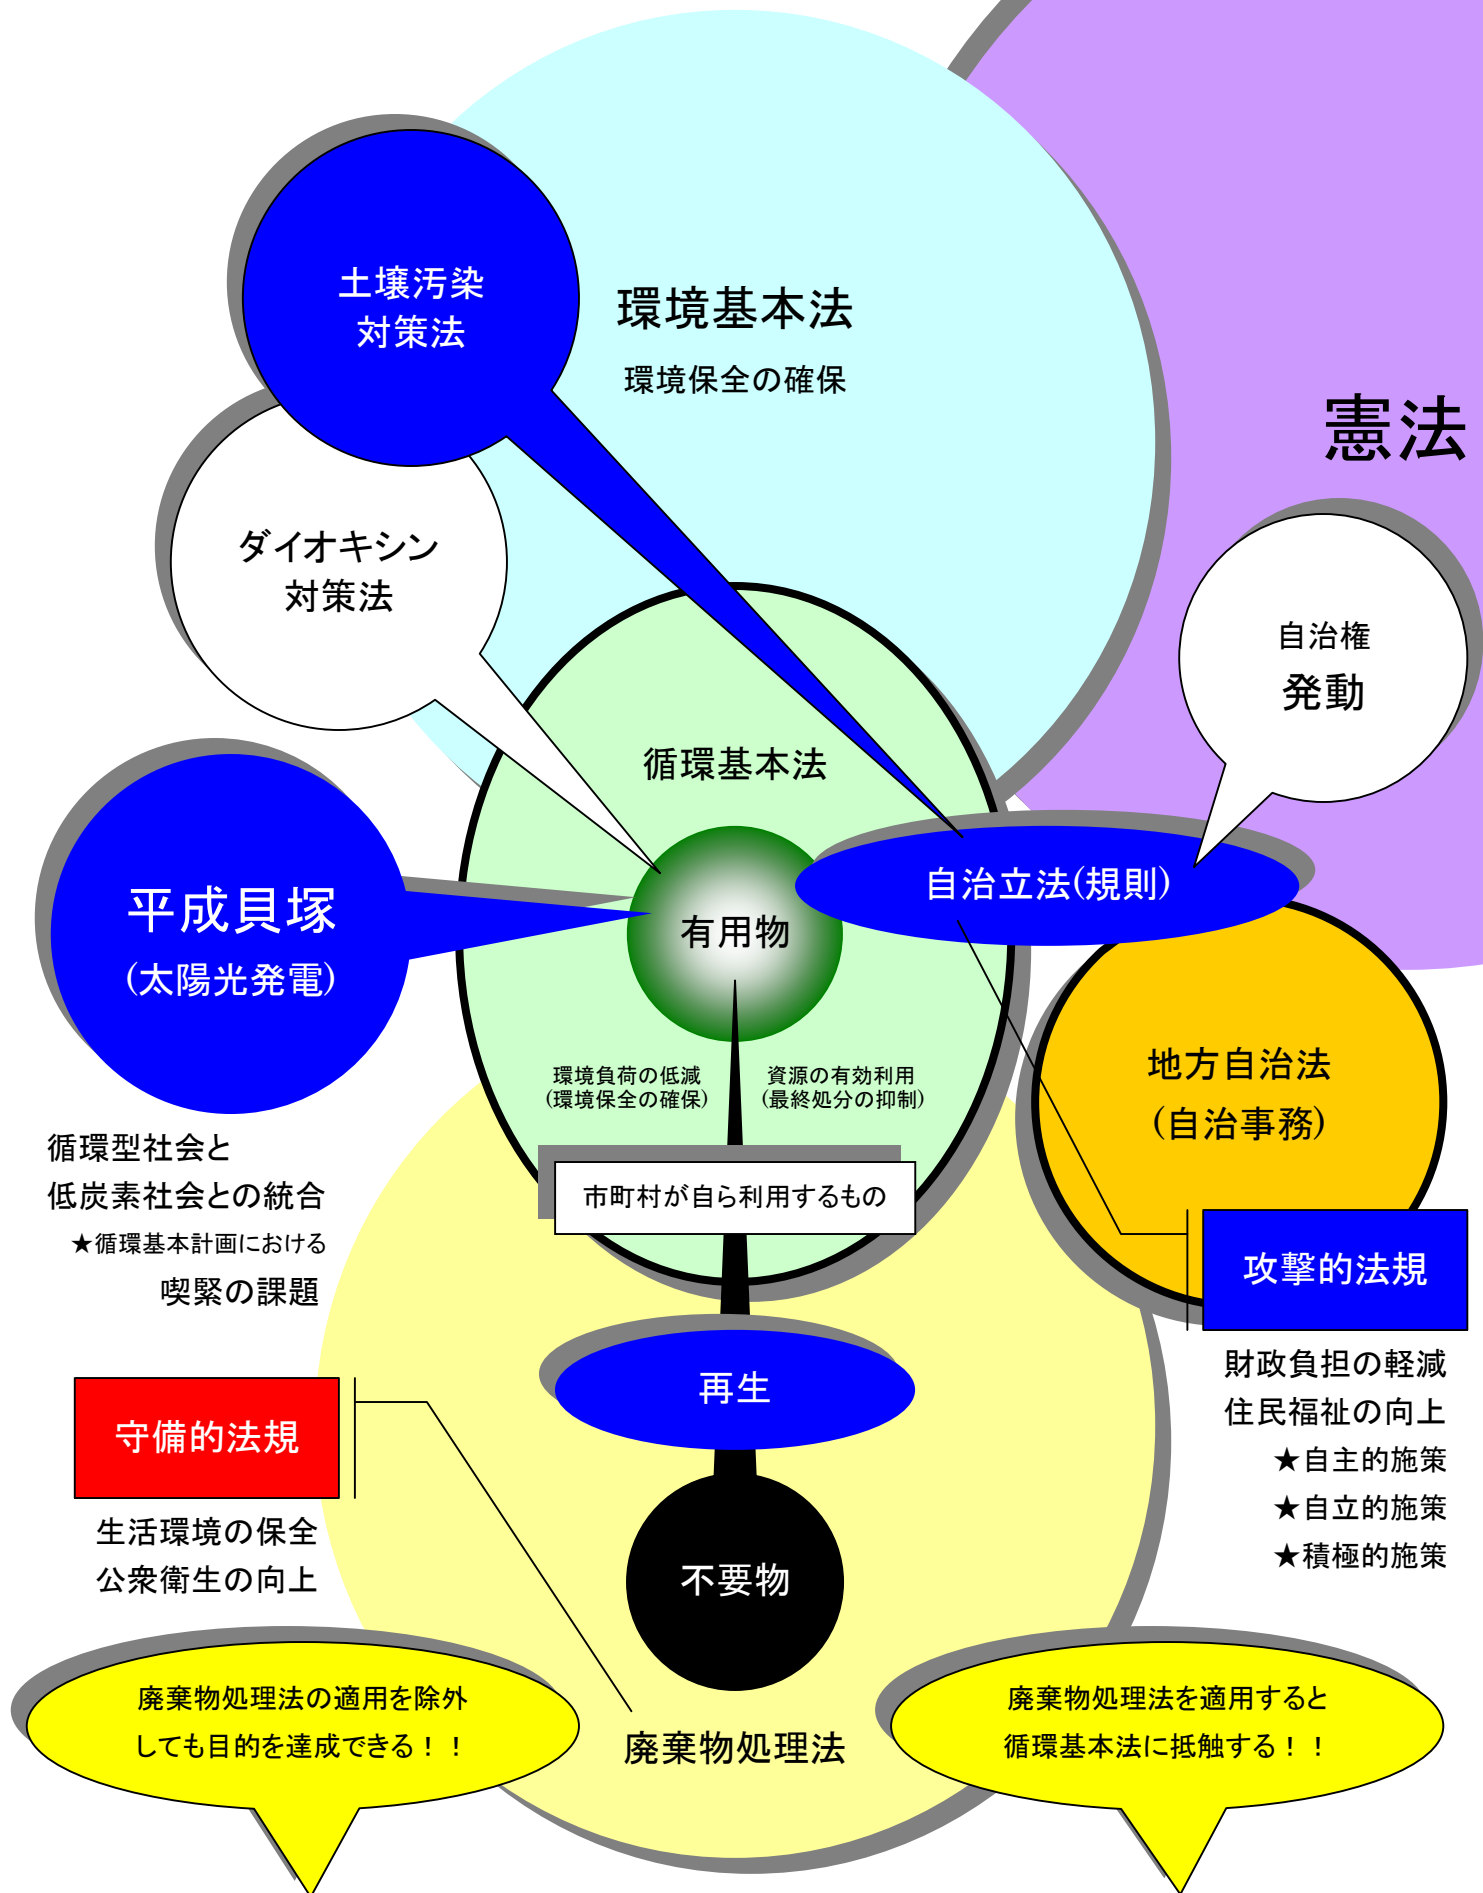 土壌汚染
対策法
環境基本法
環境保全の確保
憲法
ダイオキシン
対策法
自治権
発動
循環基本法
自治立法(規則)
平成貝塚
(太陽光発電)
有用物
環境負荷の低減
(環境保全の確保)
資源の有効利用
(最終処分の抑制)
地方自治法
(自治事務)
循環型社会と
低炭素社会との統合
★循環基本計画における
喫緊の課題
市町村が自ら利用するもの
攻撃的法規
財政負担の軽減
住民福祉の向上
★自主的施策
★自立的施策
★積極的施策
再生
守備的法規
生活環境の保全
公衆衛生の向上
不要物
廃棄物処理法の適用を除外
しても目的を達成できる！！
廃棄物処理法
廃棄物処理法を適用すると
循環基本法に抵触する！！